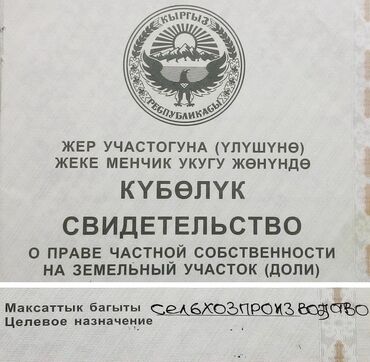 КЫРГЫЗ
РЕСПУБЛИКАСЫ
ЖЕР УЧАСТОГУНА (ҮЛҮШҮНӨ)
ЖЕКЕ МЕНЧИК УКУГУ ЖӨНҮНДӨ
КҮБӨЛҮК
СВИДЕТЕЛЬСТВО
О ПРАВЕ ЧАСТНОЙ СОБСТВЕННОСТИ
НА ЗЕМЕЛЬНЫЙ УЧАСТОК (ДОЛИ)
Максаттык багыты сельхозпроизводство
Целевое назначение